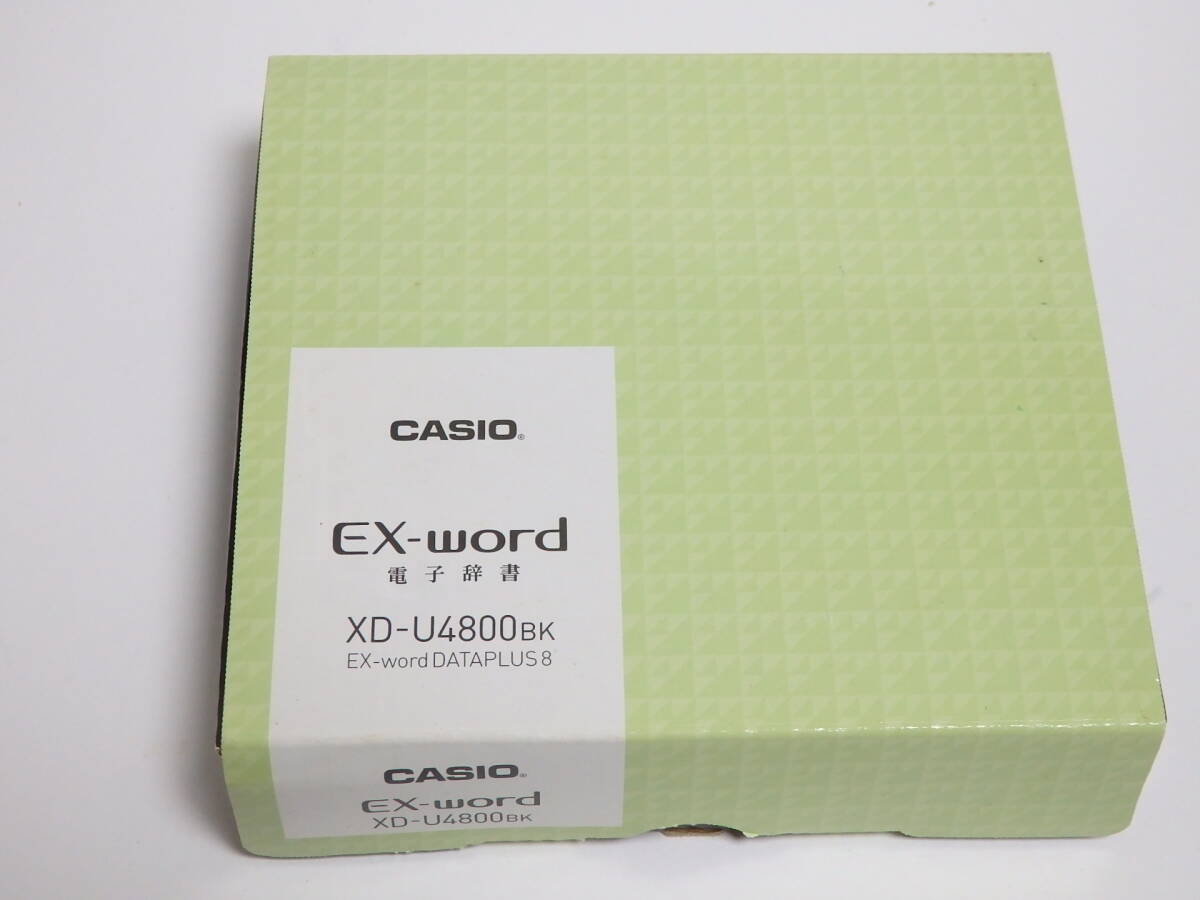 CASIO®
EX-word
電子辞書
XD-U4800BK
EX-word DATAPLUS 8
CASIO®
EX-word
XD-U4800BK